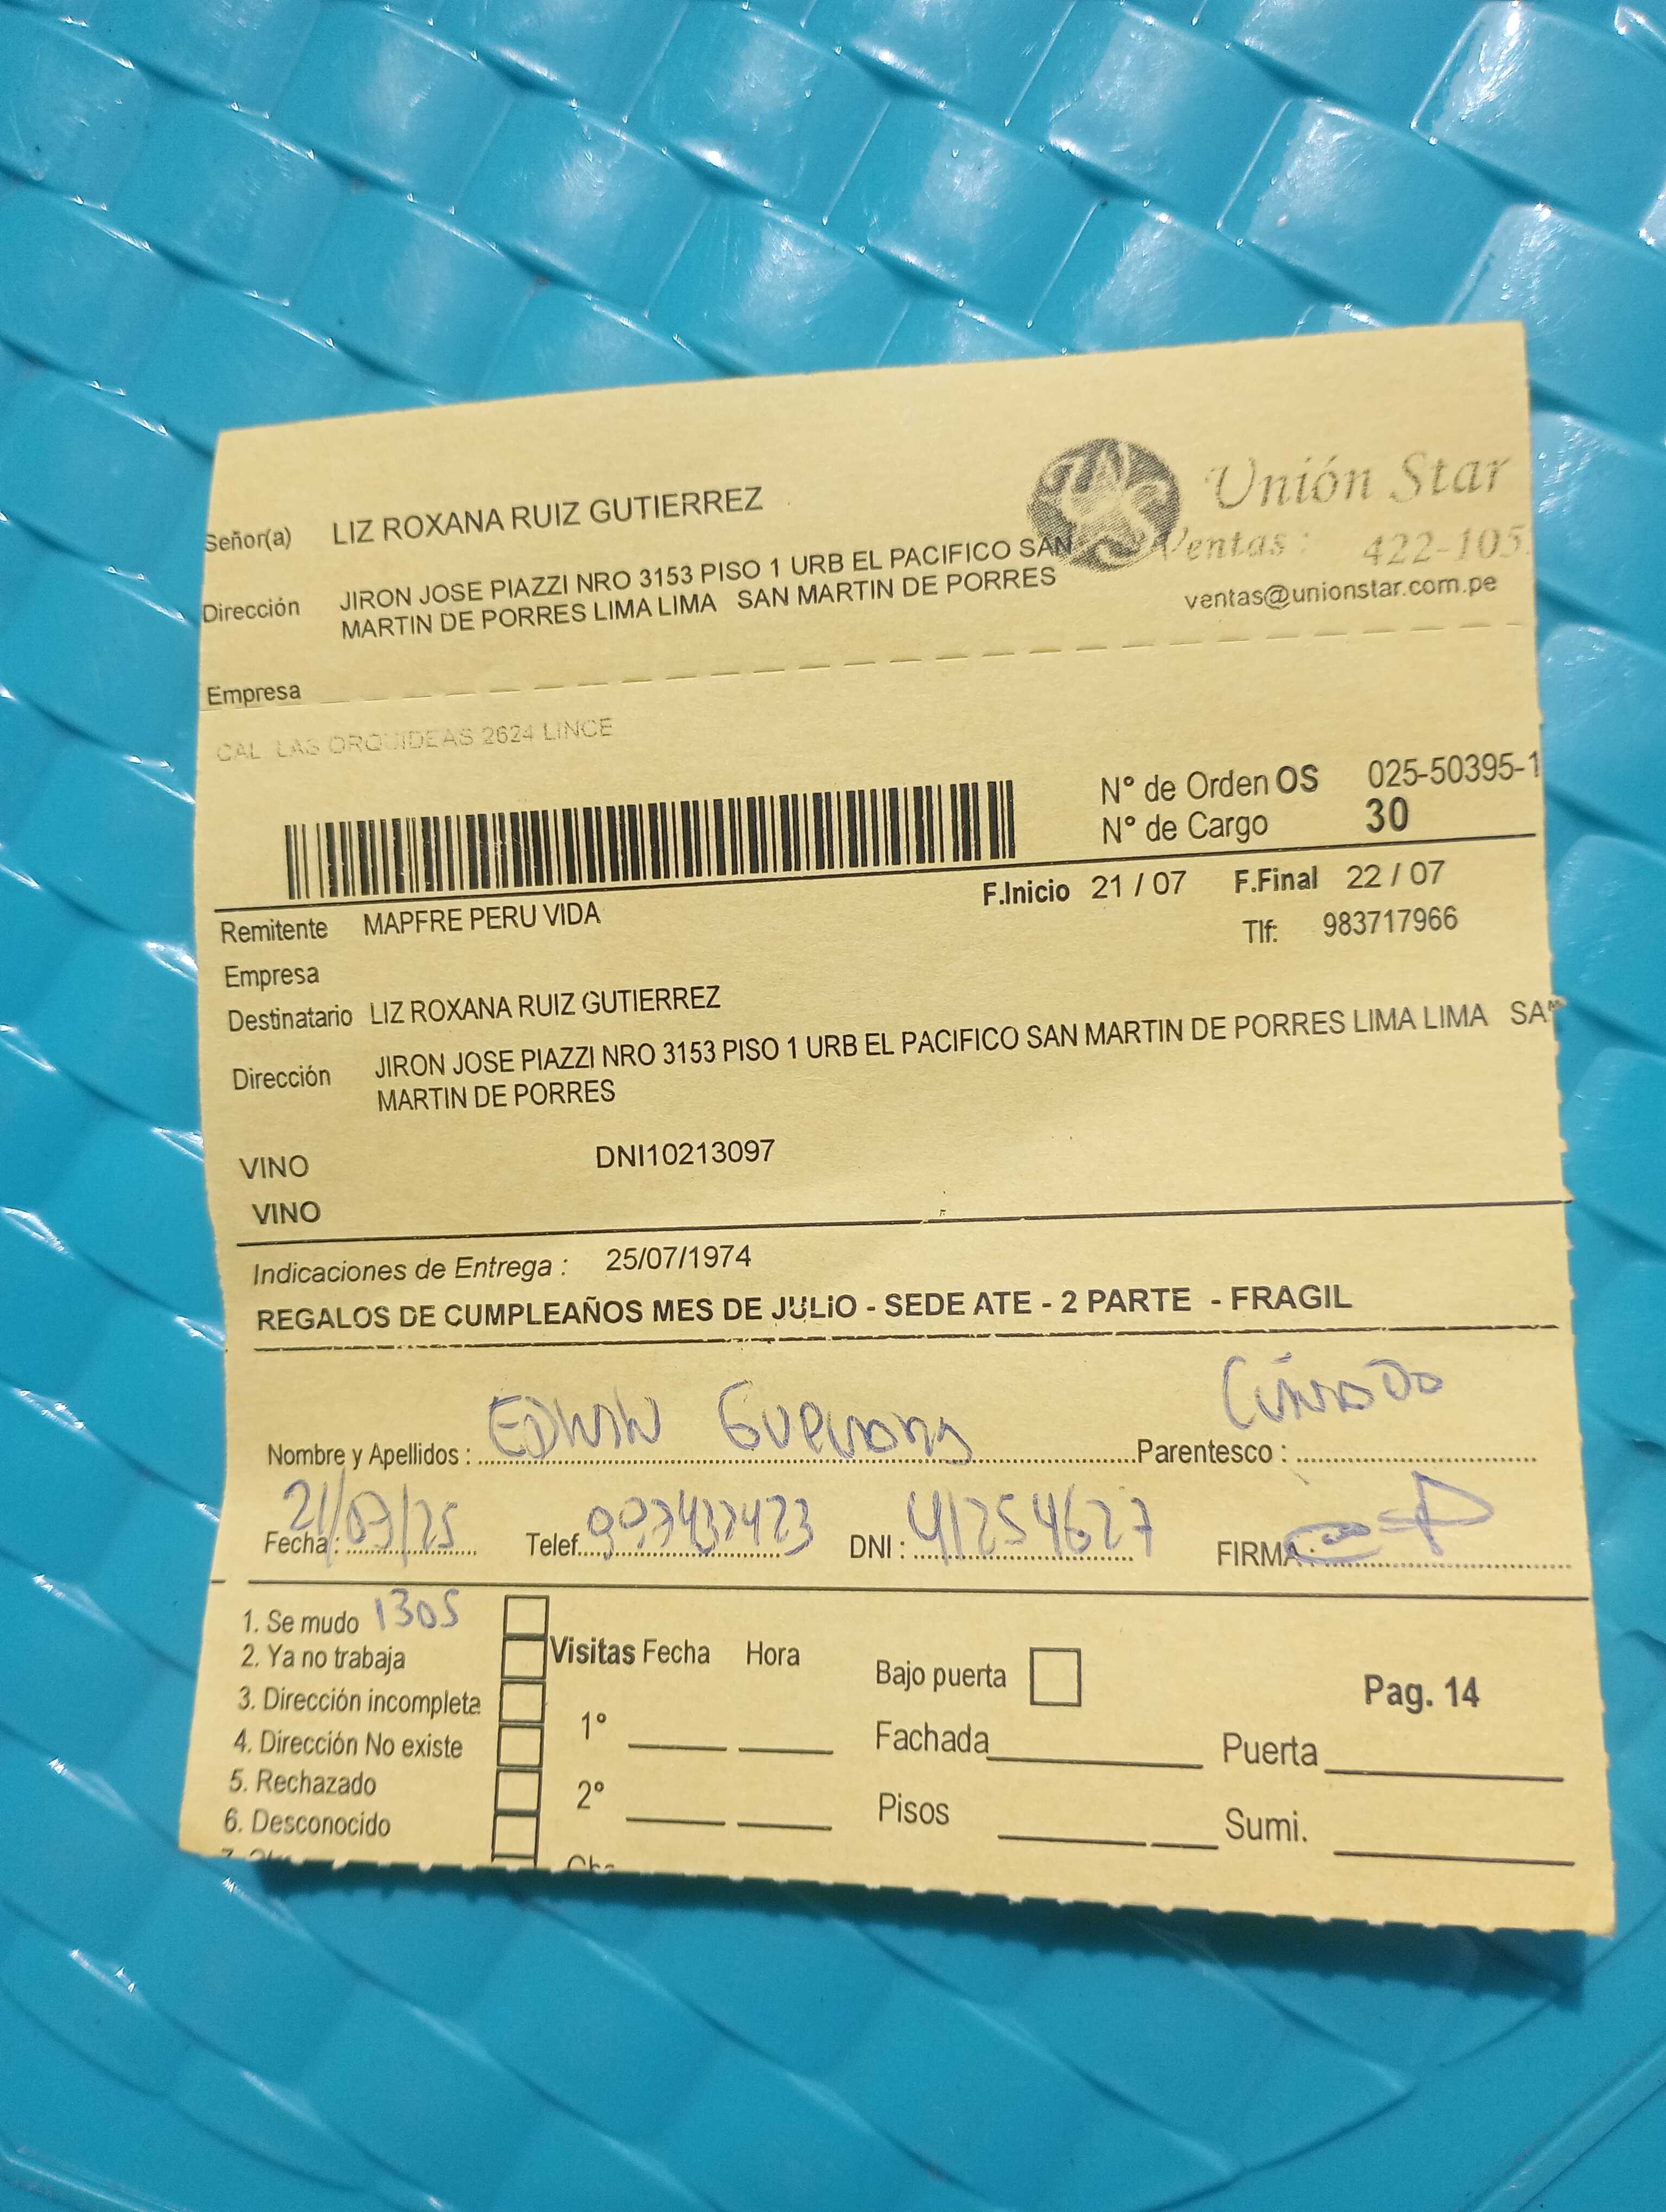 Unión Star
Señor(a) LIZ ROXANA RUIZ GUTIERREZ
Ventas : 422-105
Dirección JIRON JOSE PIAZZI NRO 3153 PISO 1 URB EL PACIFICO SAN
MARTIN DE PORRES LIMA LIMA SAN MARTIN DE PORRES
ventas@unionstar.com.pe
Empresa
CAL LAS ORQUIDEAS 2624 LINCE
N° de Orden OS 025-50395-1
N° de Cargo 30
F.Inicio 21 / 07 F.Final 22 / 07
Remitente MAPFRE PERU VIDA
Tlf: 983717966
Empresa
Destinatario LIZ ROXANA RUIZ GUTIERREZ
Dirección JIRON JOSE PIAZZI NRO 3153 PISO 1 URB EL PACIFICO SAN MARTIN DE PORRES LIMA LIMA SAN
MARTIN DE PORRES
VINO DNI10213097
VINO
Indicaciones de Entrega : 25/07/1974
REGALOS DE CUMPLEAÑOS MES DE JULIO - SEDE ATE - 2 PARTE - FRAGIL
Nombre y Apellidos : EDWIN Parentesco :
Fecha : 21/07/25 Telef. DNI : 41254627 FIRMA :
1. Se mudo 1305
2. Ya no trabaja
3. Dirección incompleta
4. Dirección No existe
5. Rechazado
6. Desconocido
Visitas Fecha Hora
1°
2°
Bajo puerta
Fachada
Pisos
Pag. 14
Puerta
Sumi.